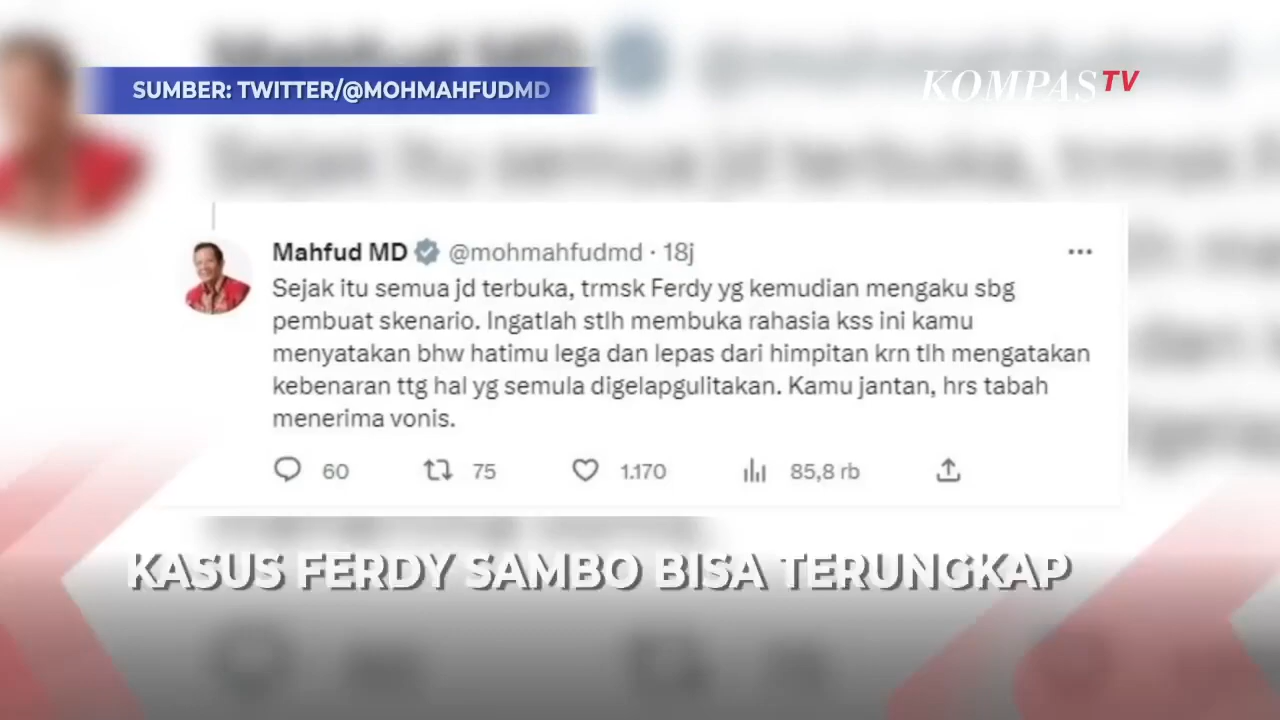 SUMBER: TWITTER/@MOHMAHFUDMD
KOMPASTV
Mahfud MD @mohmahfudmd · 18j
Sejak itu semua jd terbuka, trmsk Ferdy yg kemudian mengaku sbg
pembuat skenario. Ingatlah stlh membuka rahasia kss ini kamu
menyatakan bhw hatimu lega dan lepas dari himpitan krn tlh mengatakan
kebenaran ttg hal yg semula digelapgulitakan. Kamu jantan, hrs tabah
menerima vonis.
60 75 1.170 85,8 rb
KASUS FERDY SAMBO BISA TERUNGKAP